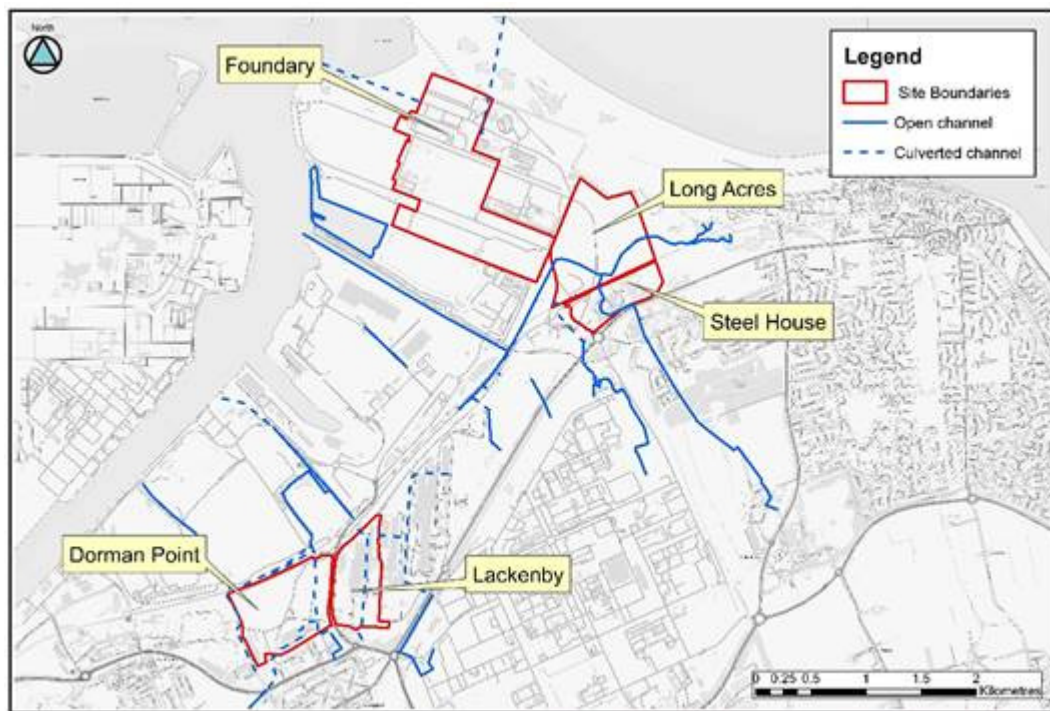 North
Foundary
Legend
Site Boundaries
Open channel
Culverted channel
Long Acres
Steel House
Dorman Point
Lackenby
0 0.25 0.5 1 1.5 2
Kilometres